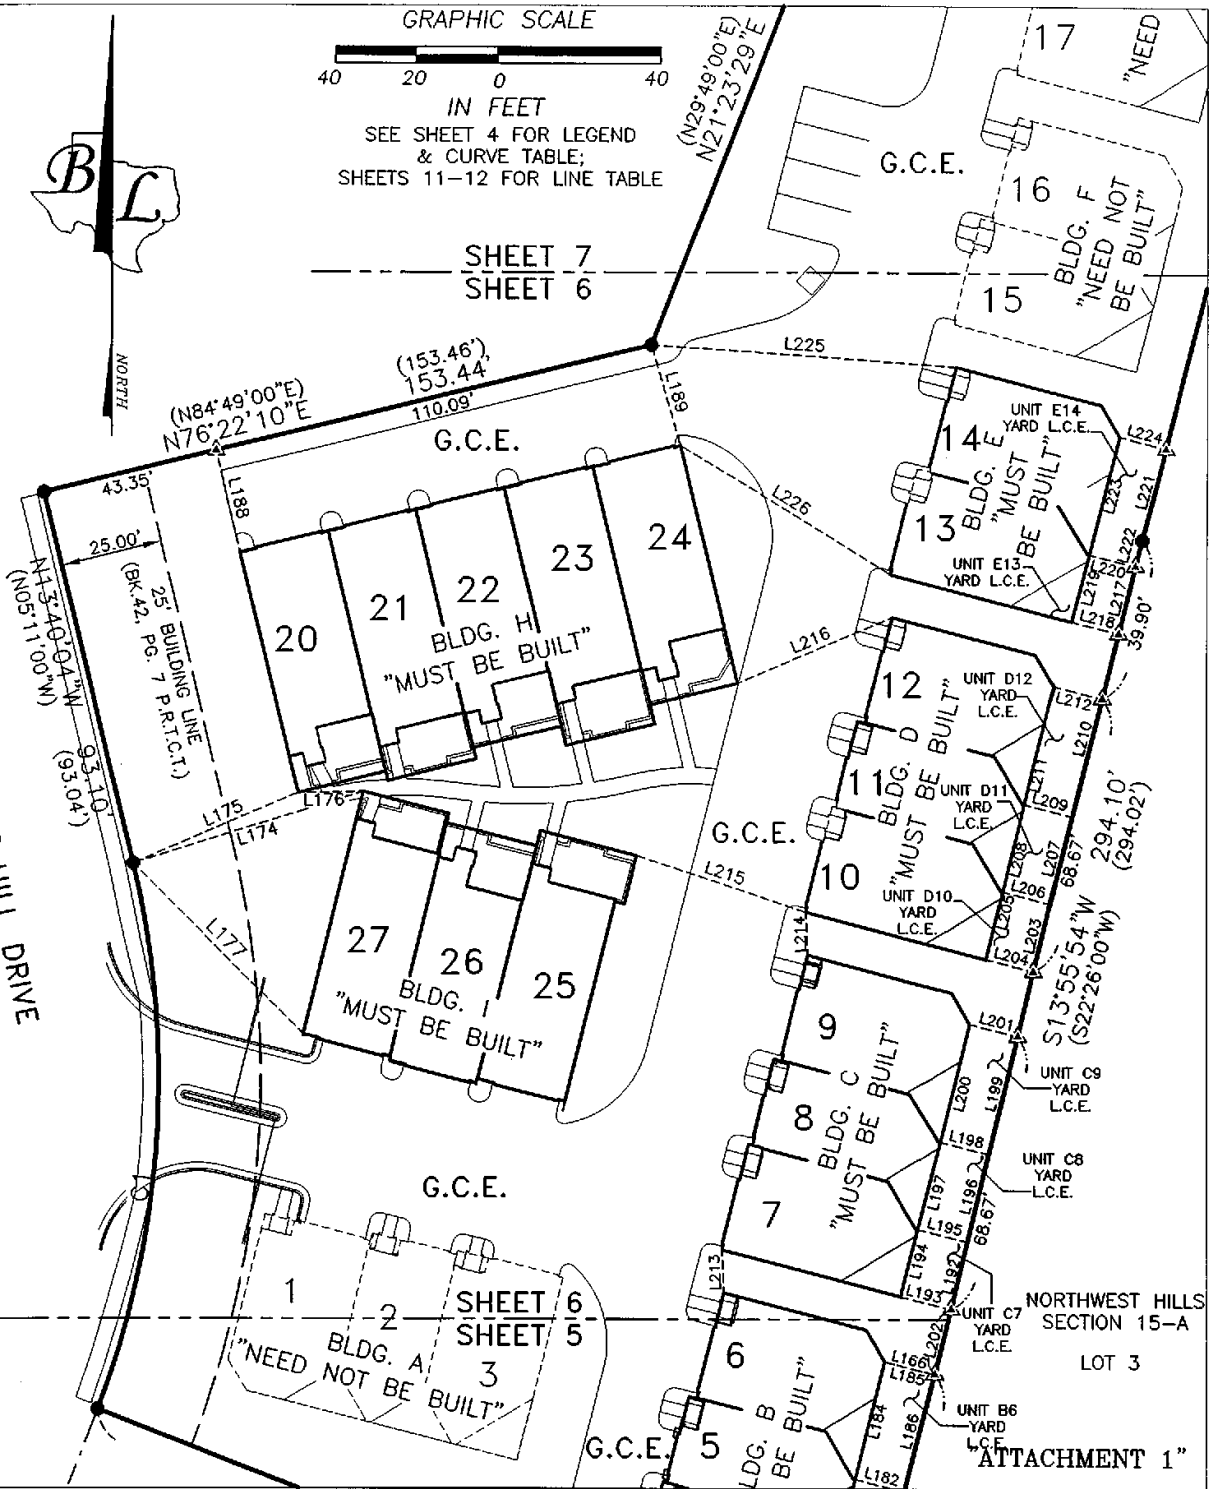 GRAPHIC SCALE
40 20 0 40
IN FEET
SEE SHEET 4 FOR LEGEND
& CURVE TABLE;
SHEETS 11-12 FOR LINE TABLE
BL
NORTH
(N29°49'00"E)
N21°23'29"E
17
"NEED
G.C.E.
16
BLDG. F
"NEED NOT
BE BUILT"
15
SHEET 7
SHEET 6
(153.46')
153.44'
(N84°49'00"E)
N76°22'10"E
110.09'
G.C.E.
L225
L189
L188
43.35'
25.00'
25' BUILDING LINE
(BK.42, PG. 7 P.R.T.C.T.)
N13°40'04"W
(N05°11'00"W)
93.10'
(93.04')
14
13
BLDG. E
"MUST
BE BUILT"
UNIT E14
YARD L.C.E.
UNIT E13
YARD L.C.E.
L224
L223
L221
L222
L220
L219
L217
L218
39.90'
L226
L216
20
21
22
23
24
BLDG. H
"MUST BE BUILT"
12
11
10
BLDG. D
"MUST BE BUILT"
UNIT D12
YARD
L.C.E.
UNIT D11
YARD
L.C.E.
UNIT D10
YARD
L.C.E.
L212
L210
L211
L209
L208
L207
L206
L205
L203
L204
68.67'
294.10'
(294.02')
S13°55'54"W
(S22°26'00"W)
L175
L174
L176
L177
G.C.E.
L215
L214
27
26
25
BLDG. I
"MUST BE BUILT"
DRIVE
9
8
7
BLDG. C
"MUST BE BUILT"
L201
L200
L199
L198
L197
L196
L195
L194
L192
L193
68.67'
UNIT C9
YARD
L.C.E.
UNIT C8
YARD
L.C.E.
UNIT C7
YARD
L.C.E.
G.C.E.
L213
1
2
3
BLDG. A
"NEED NOT BE BUILT"
SHEET 6
SHEET 5
NORTHWEST HILLS
SECTION 15-A
LOT 3
6
5
LDG. B
BE BUILT"
L202
L166
L185
L184
L186
L182
UNIT B6
YARD
L.C.E.
G.C.E.
"ATTACHMENT 1"